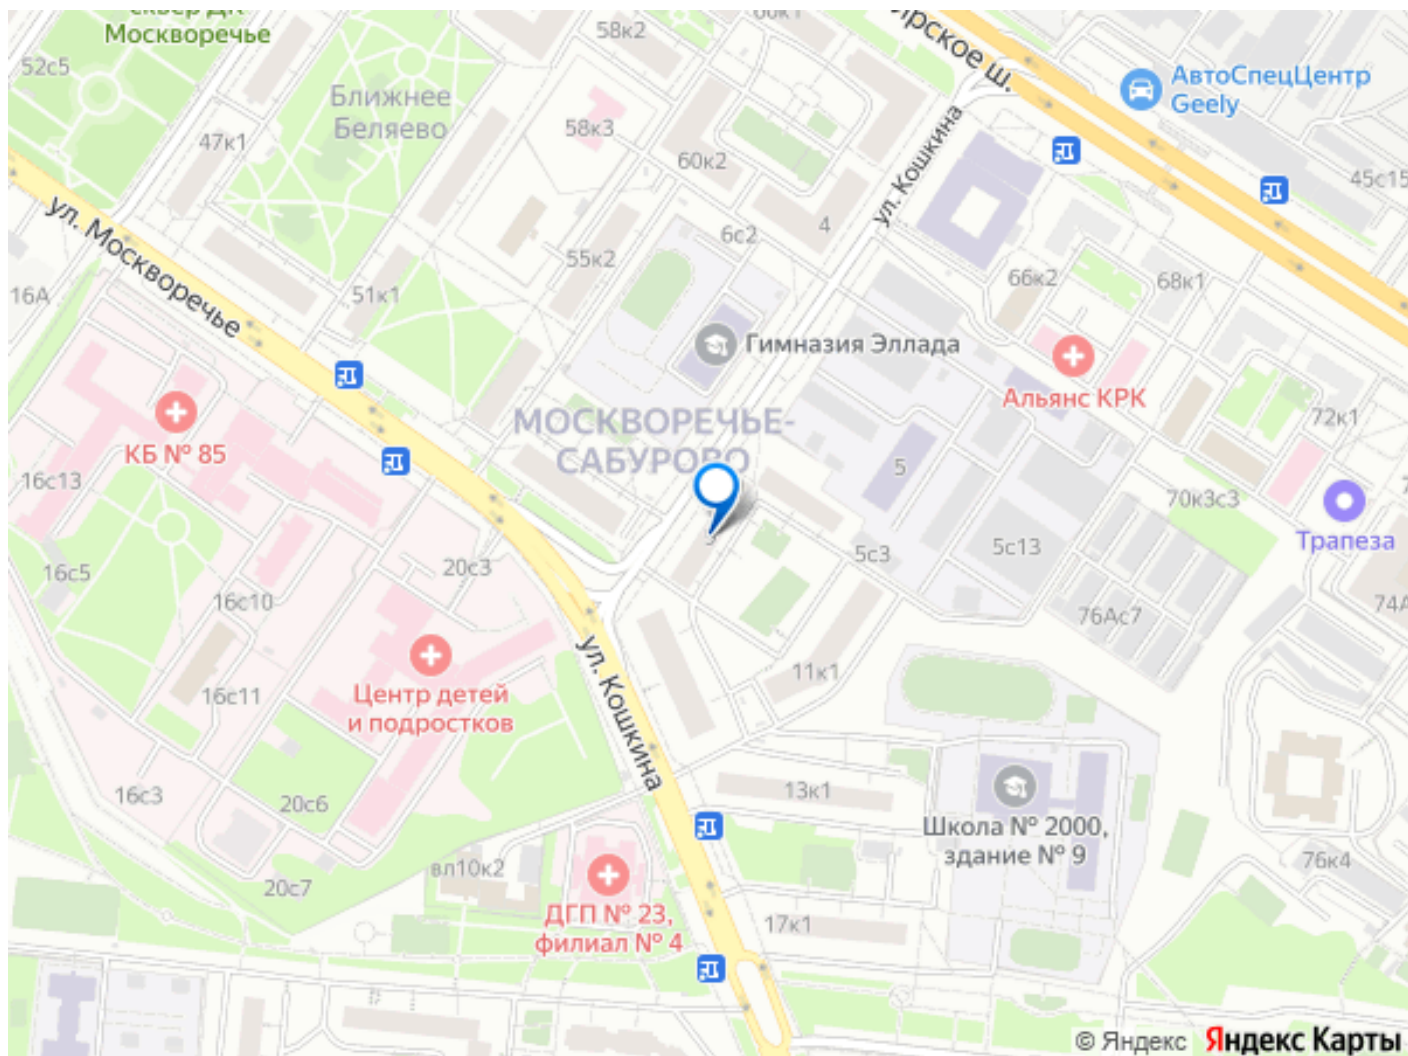 Москворечье
58к2
52с5
АвтоСпецЦентр
Geely
Ближнее
Беляево
47к1
58к3
60к2
ул. Кошкина
45с15
ул. Москворечье
6с2
4
55к2
66к2
68к1
16А
51к1
Гимназия Эллада
Альянс КРК
МОСКВОРЕЧЬЕ-
САБУРОВО
72к1
КБ № 85
16с13
5
70к3с3
Трапеза
5с3
5с13
16с5
20с3
16с10
74А
76Ас7
11к1
ул. Кошкина
16с11
Центр детей
и подростков
16с3
20с6
13к1
Школа № 2000,
здание № 9
76к4
вл10к2
20с7
ДГП № 23,
филиал № 4
17к1
© Яндекс Яндекс Карты